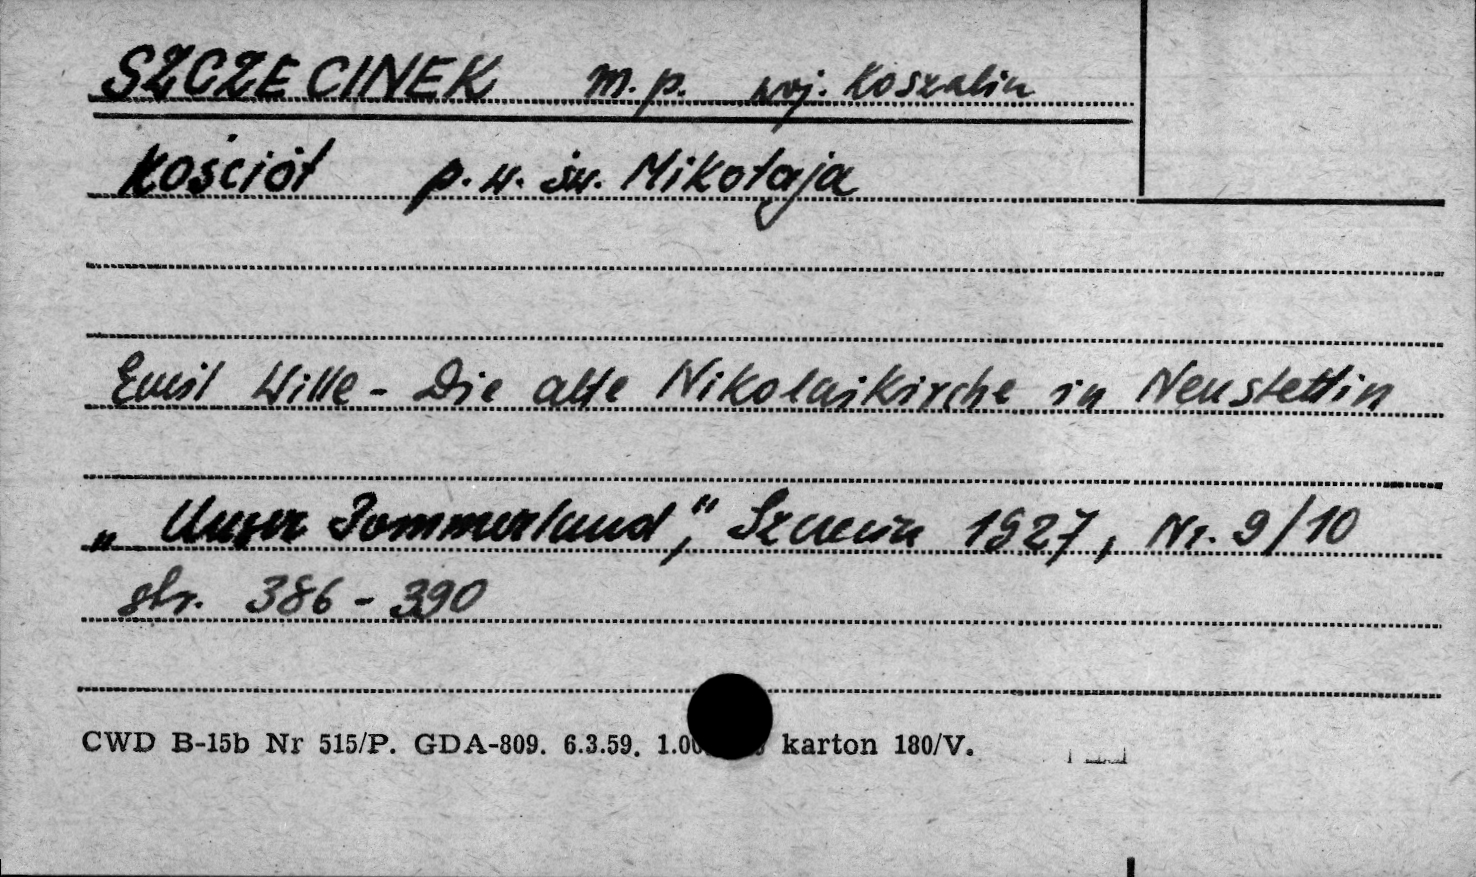 SZCZECINEK m.p. woj. Koszalin
Kościół p.w. św. Mikołaja
Emil Wille - Die alte Nikolaikirche in Neustettin
„Unser Pommerland," Szczecin 1927, Nr. 9/10
str. 386 - 390
CWD B-15b Nr 515/P. GDA-809. 6.3.59. karton 180/V.